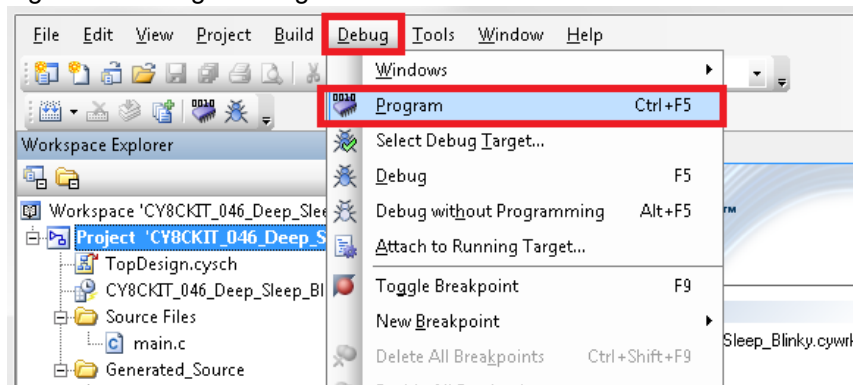 File Edit View Project Build Debug Tools Window Help
Windows
Program Ctrl+F5
Workspace Explorer
Select Debug Target...
Debug F5
Workspace 'CY8CKIT_046_Deep_Slee
Debug without Programming Alt+F5
Project 'CY8CKIT_046_Deep_S
Attach to Running Target...
TopDesign.cysch
CY8CKIT_046_Deep_Sleep_Bl
Toggle Breakpoint F9
Source Files
New Breakpoint
main.c
Sleep_Blinky.cywrk
Delete All Breakpoints Ctrl+Shift+F9
Generated_Source